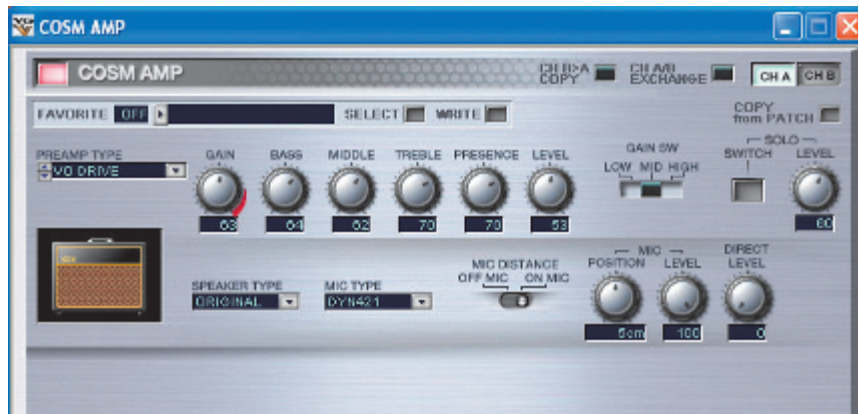 COSM AMP
COSM AMP
CH B>A COPY
CH A/B EXCHANGE
CH A CH B
FAVORITE OFF SELECT WRITE
COPY from PATCH
PREAMP TYPE
VO DRIVE
GAIN BASS MIDDLE TREBLE PRESENCE LEVEL
63 64 62 70 70 53
GAIN SW
LOW MID HIGH
SOLO
SWITCH LEVEL
60
SPEAKER TYPE
ORIGINAL
MIC TYPE
DYN421
MIC DISTANCE
OFF MIC ON MIC
MIC
POSITION LEVEL
5cm 100
DIRECT LEVEL
0